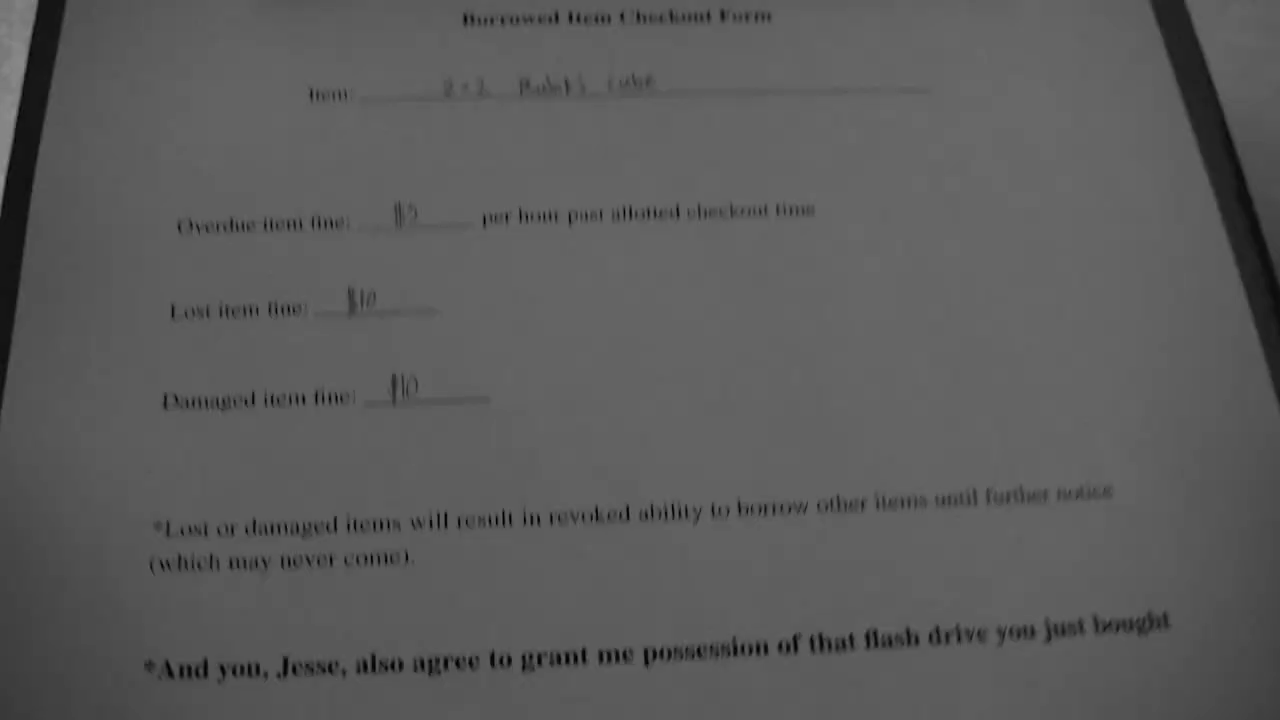 Borrowed Item Checkout Form
Item: 2×2 Rubik's cube
Overdue item fine: $5 per hour past allotted checkout time
Lost item fine: $10
Damaged item fine: $10
*Lost or damaged items will result in revoked ability to borrow other items until further notice
(which may never come).
*And you, Jesse, also agree to grant me possession of that flash drive you just bought